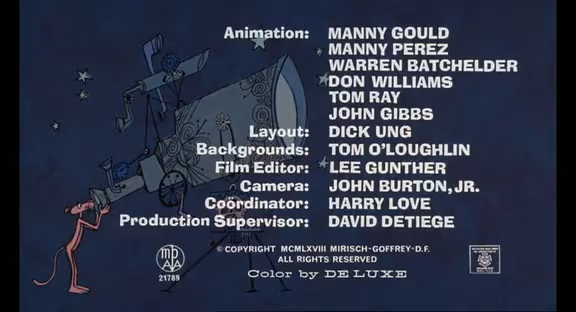 Animation: MANNY GOULD
MANNY PEREZ
WARREN BATCHELDER
DON WILLIAMS
TOM RAY
JOHN GIBBS
Layout: DICK UNG
Backgrounds: TOM O'LOUGHLIN
Film Editor: LEE GUNTHER
Camera: JOHN BURTON, JR.
Coordinator: HARRY LOVE
Production Supervisor: DAVID DETIEGE
© COPYRIGHT MCMLXVIII MIRISCH-GOFFREY-D.F.
ALL RIGHTS RESERVED
Color by DE LUXE
21789